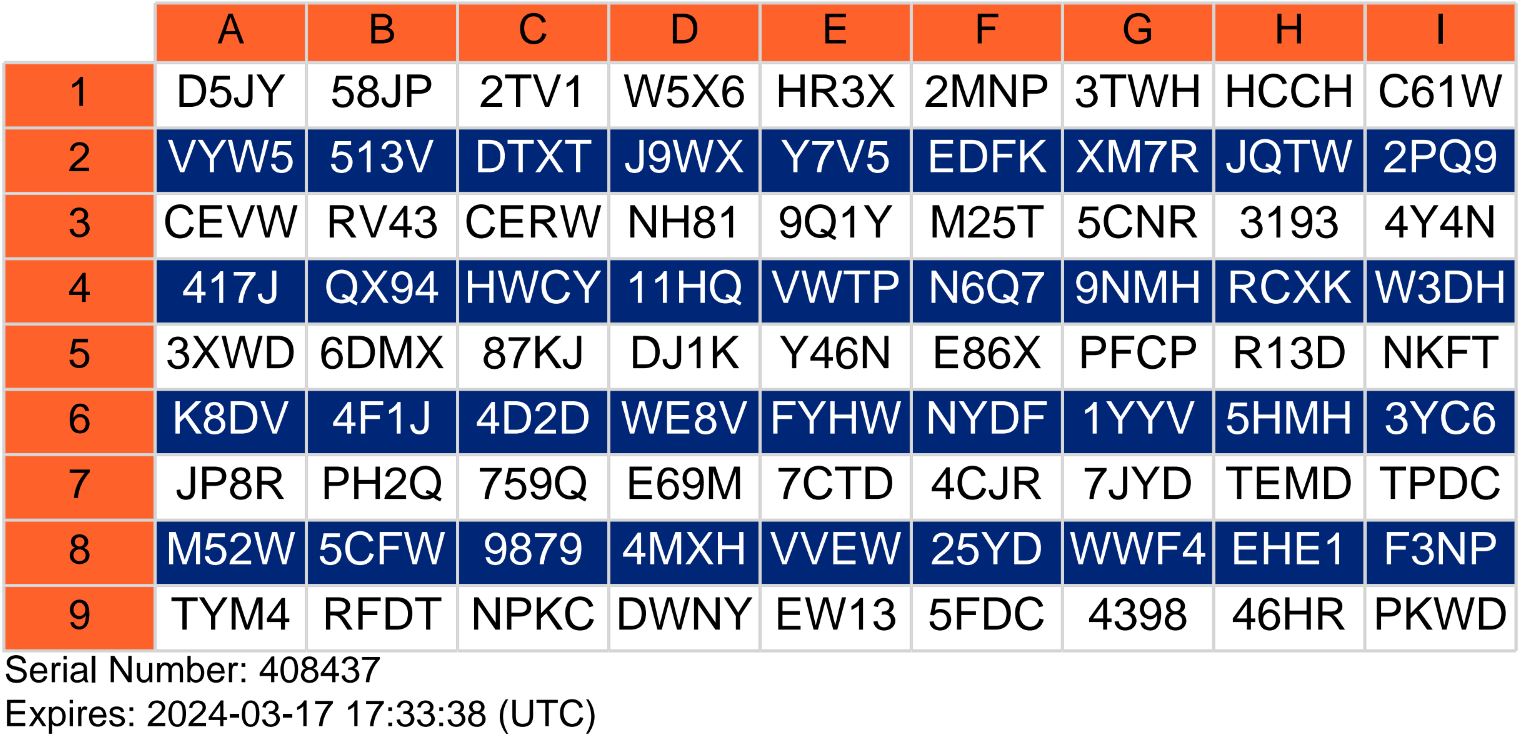 A B C D E F G H I
1 D5JY 58JP 2TV1 W5X6 HR3X 2MNP 3TWH HCCH C61W
2 VYW5 513V DTXT J9WX Y7V5 EDFK XM7R JQTW 2PQ9
3 CEVW RV43 CERW NH81 9Q1Y M25T 5CNR 3193 4Y4N
4 417J QX94 HWCY 11HQ VWTP N6Q7 9NMH RCXK W3DH
5 3XWD 6DMX 87KJ DJ1K Y46N E86X PFCP R13D NKFT
6 K8DV 4F1J 4D2D WE8V FYHW NYDF 1YYV 5HMH 3YC6
7 JP8R PH2Q 759Q E69M 7CTD 4CJR 7JYD TEMD TPDC
8 M52W 5CFW 9879 4MXH VVEW 25YD WWF4 EHE1 F3NP
9 TYM4 RFDT NPKC DWNY EW13 5FDC 4398 46HR PKWD
Serial Number: 408437
Expires: 2024-03-17 17:33:38 (UTC)